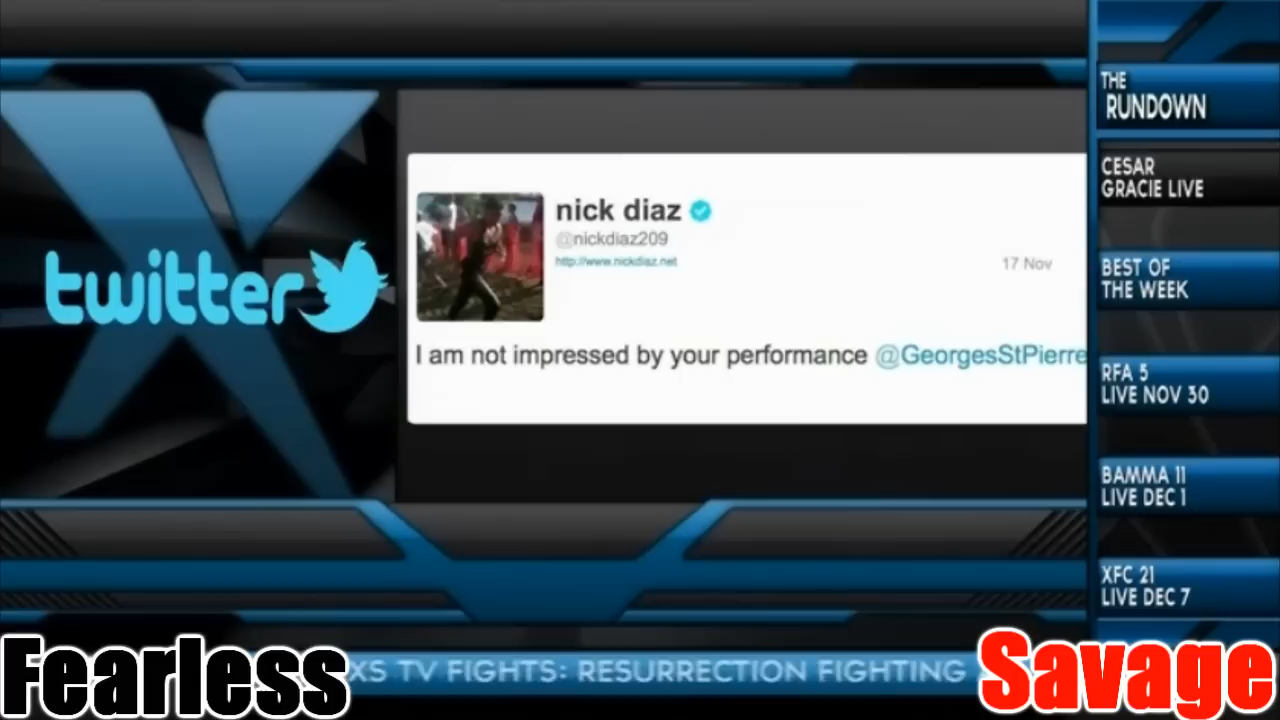 twitter
nick diaz
@nickdiaz209
http://www.nickdiaz.net
17 Nov
I am not impressed by your performance @GeorgesStPierre
THE
RUNDOWN
CESAR
GRACIE LIVE
BEST OF
THE WEEK
RFA 5
LIVE NOV 30
BAMMA 11
LIVE DEC 1
XFC 21
LIVE DEC 7
Fearless
XS TV FIGHTS: RESURRECTION FIGHTING
Savage